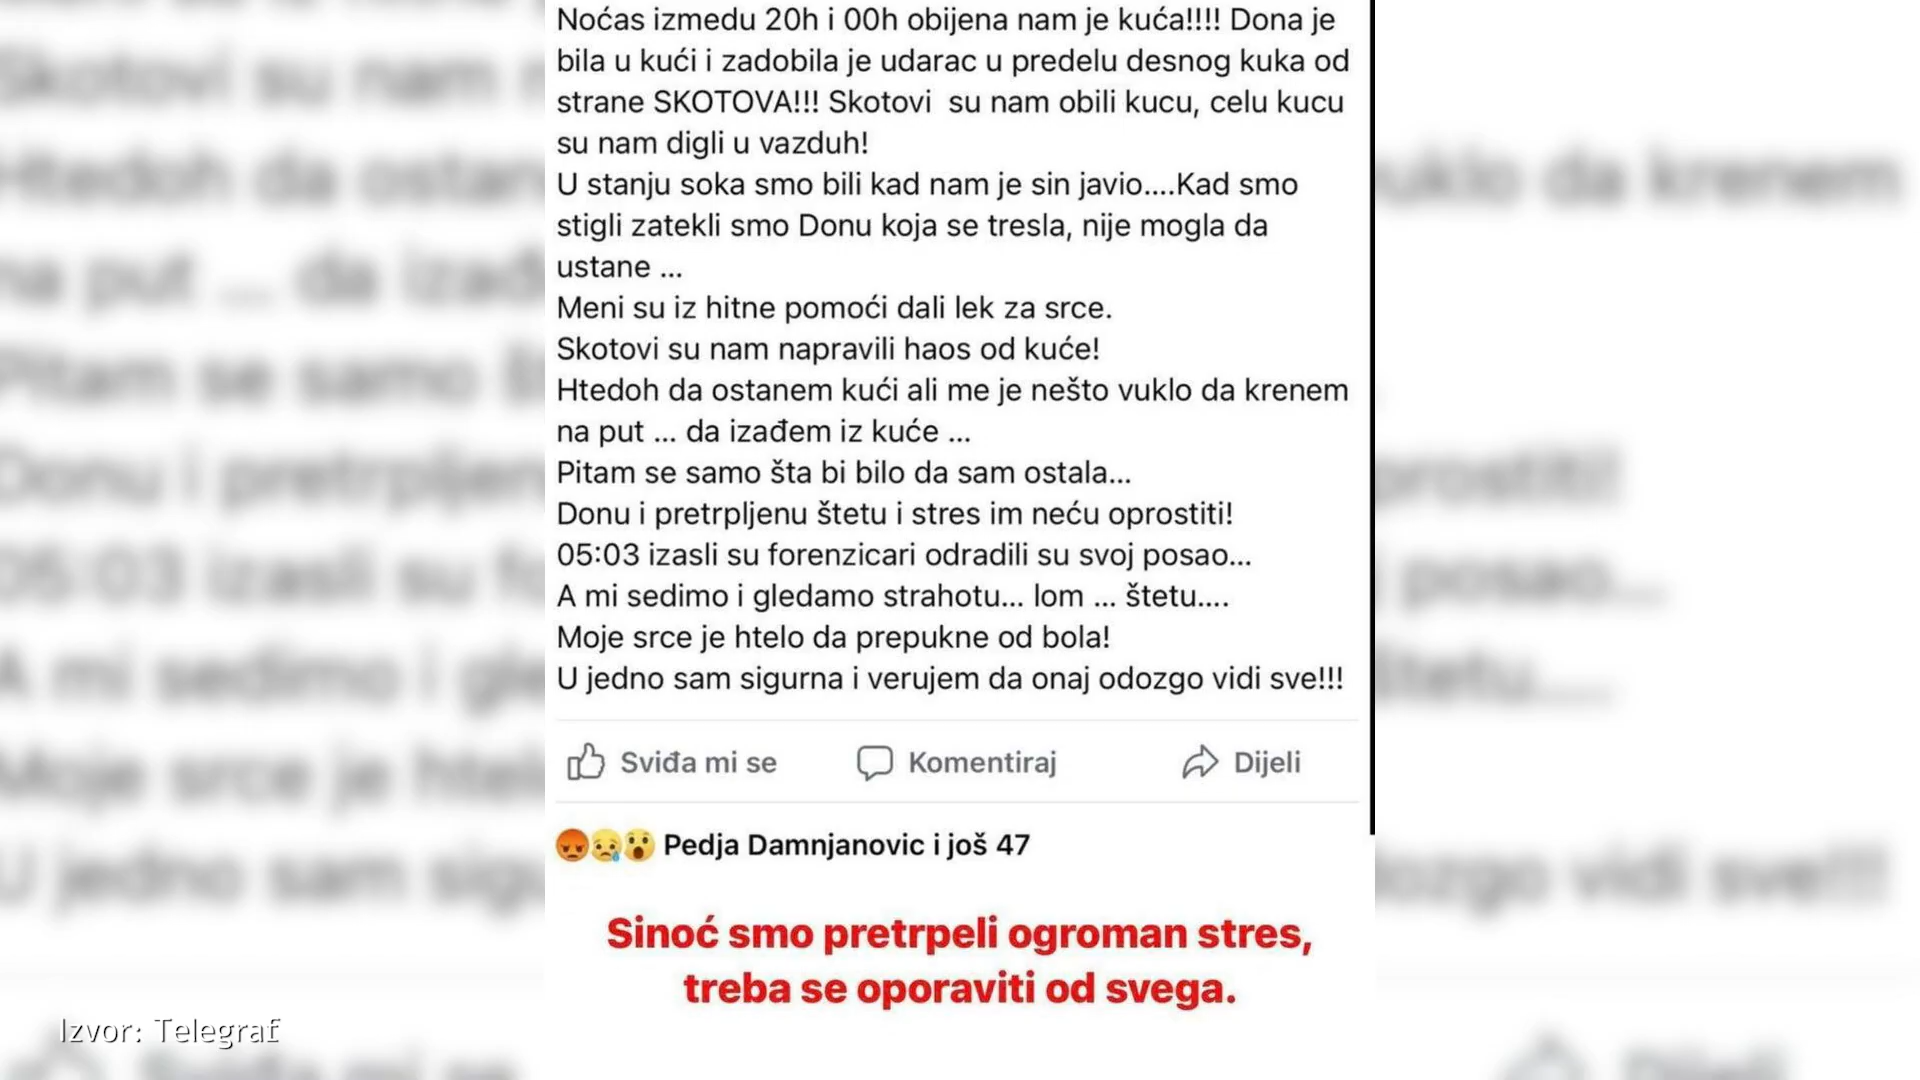 Noćas izmedu 20h i 00h obijena nam je kuća!!!! Dona je
bila u kući i zadobila je udarac u predelu desnog kuka od
strane SKOTOVA!!! Skotovi su nam obili kucu, celu kucu
su nam digli u vazduh!
U stanju soka smo bili kad nam je sin javio....Kad smo
stigli zatekli smo Donu koja se tresla, nije mogla da
ustane ...
Meni su iz hitne pomoći dali lek za srce.
Skotovi su nam napravili haos od kuće!
Htedoh da ostanem kući ali me je nešto vuklo da krenem
na put ... da izađem iz kuće ...
Pitam se samo šta bi bilo da sam ostala...
Donu i pretrpljenu štetu i stres im neću oprostiti!
05:03 izasli su forenzicari odradili su svoj posao...
A mi sedimo i gledamo strahotu... lom ... štetu....
Moje srce je htelo da prepukne od bola!
U jedno sam sigurna i verujem da onaj odozgo vidi sve!!!
Sviđa mi se Komentiraj Dijeli
Pedja Damnjanovic i još 47
Sinoć smo pretrpeli ogroman stres,
treba se oporaviti od svega.
Izvor: Telegraf